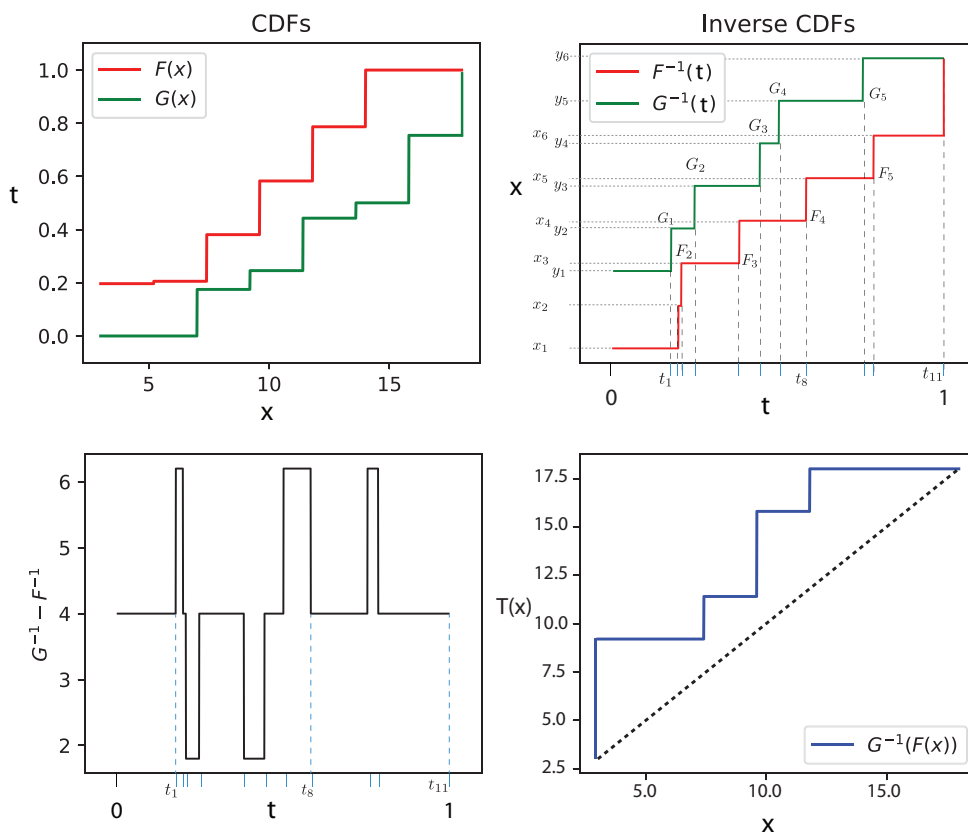 CDFs
1.0
0.8
0.6
0.4
0.2
0.0
t
F(x)
G(x)
5
10
15
x
Inverse CDFs
y₆
y₅
x₆
y₄
x₅
y₃
x₄
y₂
x₃
y₁
x₂
x₁
x
F⁻¹(t)
G⁻¹(t)
G₄
G₅
G₃
G₂
F₅
G₁
F₄
F₂
F₃
t₁
t₈
t₁₁
0
1
t
6
5
4
3
2
G⁻¹ − F⁻¹
t₁
t₈
t₁₁
0
t
1
17.5
15.0
12.5
T(x)
10.0
7.5
5.0
2.5
G⁻¹(F(x))
5.0
10.0
15.0
x